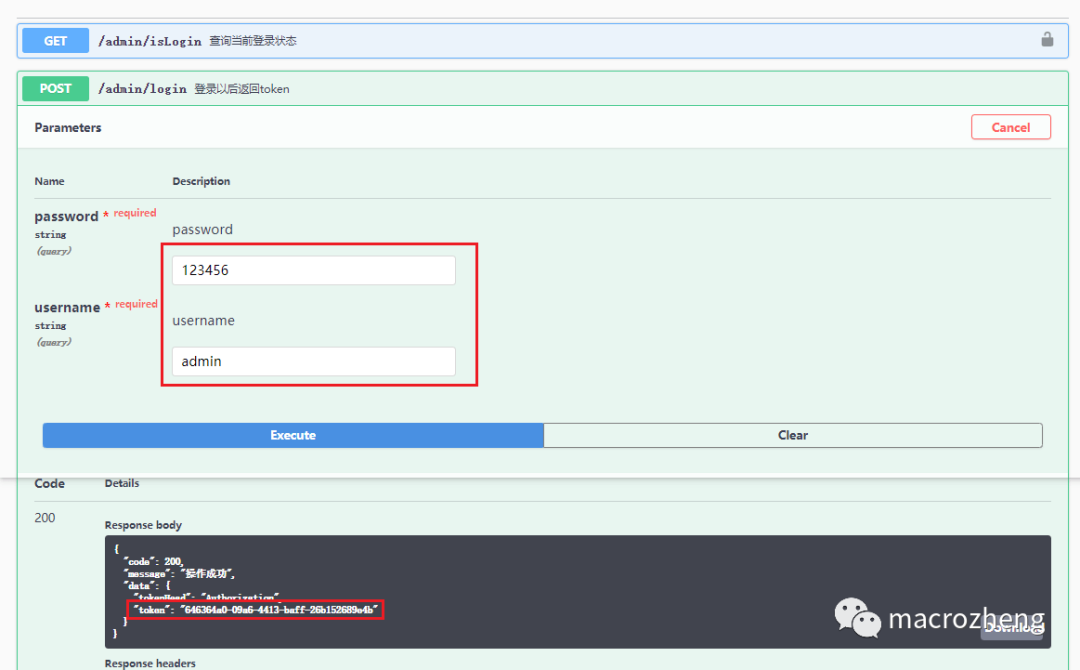 GET /admin/isLogin 查询当前登录状态
POST /admin/login 登录以后返回token
Parameters Cancel
Name Description
password * required
string
(query)
password
123456
username * required
string
(query)
username
admin
Execute Clear
Code Details
200
Response body
{
"code": 200,
"message": "操作成功",
"data": {
"tokenHead": "Authorization",
"token": "646364a0-09a6-4413-baff-26b152689e4b"
}
}
macrozheng
Download
Response headers